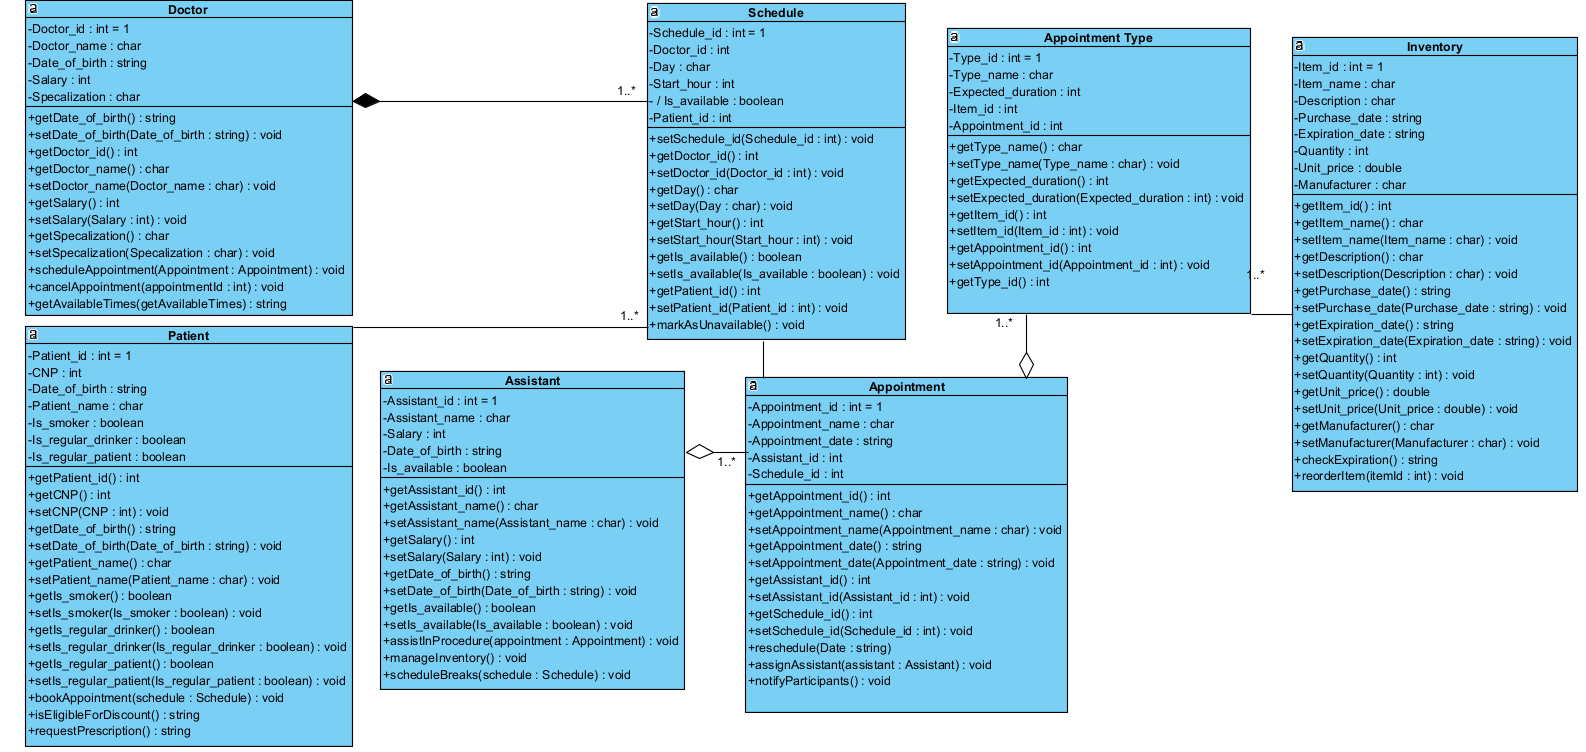 a
Doctor
-Doctor_id : int = 1
-Doctor_name : char
-Date_of_birth : string
-Salary : int
-Specalization : char
+getDate_of_birth() : string
+setDate_of_birth(Date_of_birth : string) : void
+getDoctor_id() : int
+getDoctor_name() : char
+setDoctor_name(Doctor_name : char) : void
+getSalary() : int
+setSalary(Salary : int) : void
+getSpecalization() : char
+setSpecalization(Specalization : char) : void
+scheduleAppointment(Appointment : Appointment) : void
+cancelAppointment(appointmentId : int) : void
+getAvailableTimes(getAvailableTimes) : string
1..*
a
Schedule
-Schedule_id : int = 1
-Doctor_id : int
-Day : char
-Start_hour : int
- / Is_available : boolean
-Patient_id : int
+setSchedule_id(Schedule_id : int) : void
+getDoctor_id() : int
+setDoctor_id(Doctor_id : int) : void
+getDay() : char
+setDay(Day : char) : void
+getStart_hour() : int
+setStart_hour(Start_hour : int) : void
+getIs_available() : boolean
+setIs_available(Is_available : boolean) : void
+getPatient_id() : int
+setPatient_id(Patient_id : int) : void
+markAsUnavailable() : void
1..*
a
Appointment Type
-Type_id : int = 1
-Type_name : char
-Expected_duration : int
-Item_id : int
-Appointment_id : int
+getType_name() : char
+setType_name(Type_name : char) : void
+getExpected_duration() : int
+setExpected_duration(Expected_duration : int) : void
+getItem_id() : int
+setItem_id(Item_id : int) : void
+getAppointment_id() : int
+setAppointment_id(Appointment_id : int) : void
+getType_id() : int
1..*
1..*
a
Inventory
-Item_id : int = 1
-Item_name : char
-Description : char
-Purchase_date : string
-Expiration_date : string
-Quantity : int
-Unit_price : double
-Manufacturer : char
+getItem_id() : int
+getItem_name() : char
+setItem_name(Item_name : char) : void
+getDescription() : char
+setDescription(Description : char) : void
+getPurchase_date() : string
+setPurchase_date(Purchase_date : string) : void
+getExpiration_date() : string
+setExpiration_date(Expiration_date : string) : void
+getQuantity() : int
+setQuantity(Quantity : int) : void
+getUnit_price() : double
+setUnit_price(Unit_price : double) : void
+getManufacturer() : char
+setManufacturer(Manufacturer : char) : void
+checkExpiration() : string
+reorderItem(itemId : int) : void
a
Patient
-Patient_id : int = 1
-CNP : int
-Date_of_birth : string
-Patient_name : char
-Is_smoker : boolean
-Is_regular_drinker : boolean
-Is_regular_patient : boolean
+getPatient_id() : int
+getCNP() : int
+setCNP(CNP : int) : void
+getDate_of_birth() : string
+setDate_of_birth(Date_of_birth : string) : void
+getPatient_name() : char
+setPatient_name(Patient_name : char) : void
+getIs_smoker() : boolean
+setIs_smoker(Is_smoker : boolean) : void
+getIs_regular_drinker() : boolean
+setIs_regular_drinker(Is_regular_drinker : boolean) : void
+getIs_regular_patient() : boolean
+setIs_regular_patient(Is_regular_patient : boolean) : void
+bookAppointment(schedule : Schedule) : void
+isEligibleForDiscount() : string
+requestPrescription() : string
a
Assistant
-Assistant_id : int = 1
-Assistant_name : char
-Salary : int
-Date_of_birth : string
-Is_available : boolean
+getAssistant_id() : int
+getAssistant_name() : char
+setAssistant_name(Assistant_name : char) : void
+getSalary() : int
+setSalary(Salary : int) : void
+getDate_of_birth() : string
+setDate_of_birth(Date_of_birth : string) : void
+getIs_available() : boolean
+setIs_available(Is_available : boolean) : void
+assistInProcedure(appointment : Appointment) : void
+manageInventory() : void
+scheduleBreaks(schedule : Schedule) : void
1..*
a
Appointment
-Appointment_id : int = 1
-Appointment_name : char
-Appointment_date : string
-Assistant_id : int
-Schedule_id : int
+getAppointment_id() : int
+getAppointment_name() : char
+setAppointment_name(Appointment_name : char) : void
+getAppointment_date() : string
+setAppointment_date(Appointment_date : string) : void
+getAssistant_id() : int
+setAssistant_id(Assistant_id : int) : void
+getSchedule_id() : int
+setSchedule_id(Schedule_id : int) : void
+reschedule(Date : string)
+assignAssistant(assistant : Assistant) : void
+notifyParticipants() : void